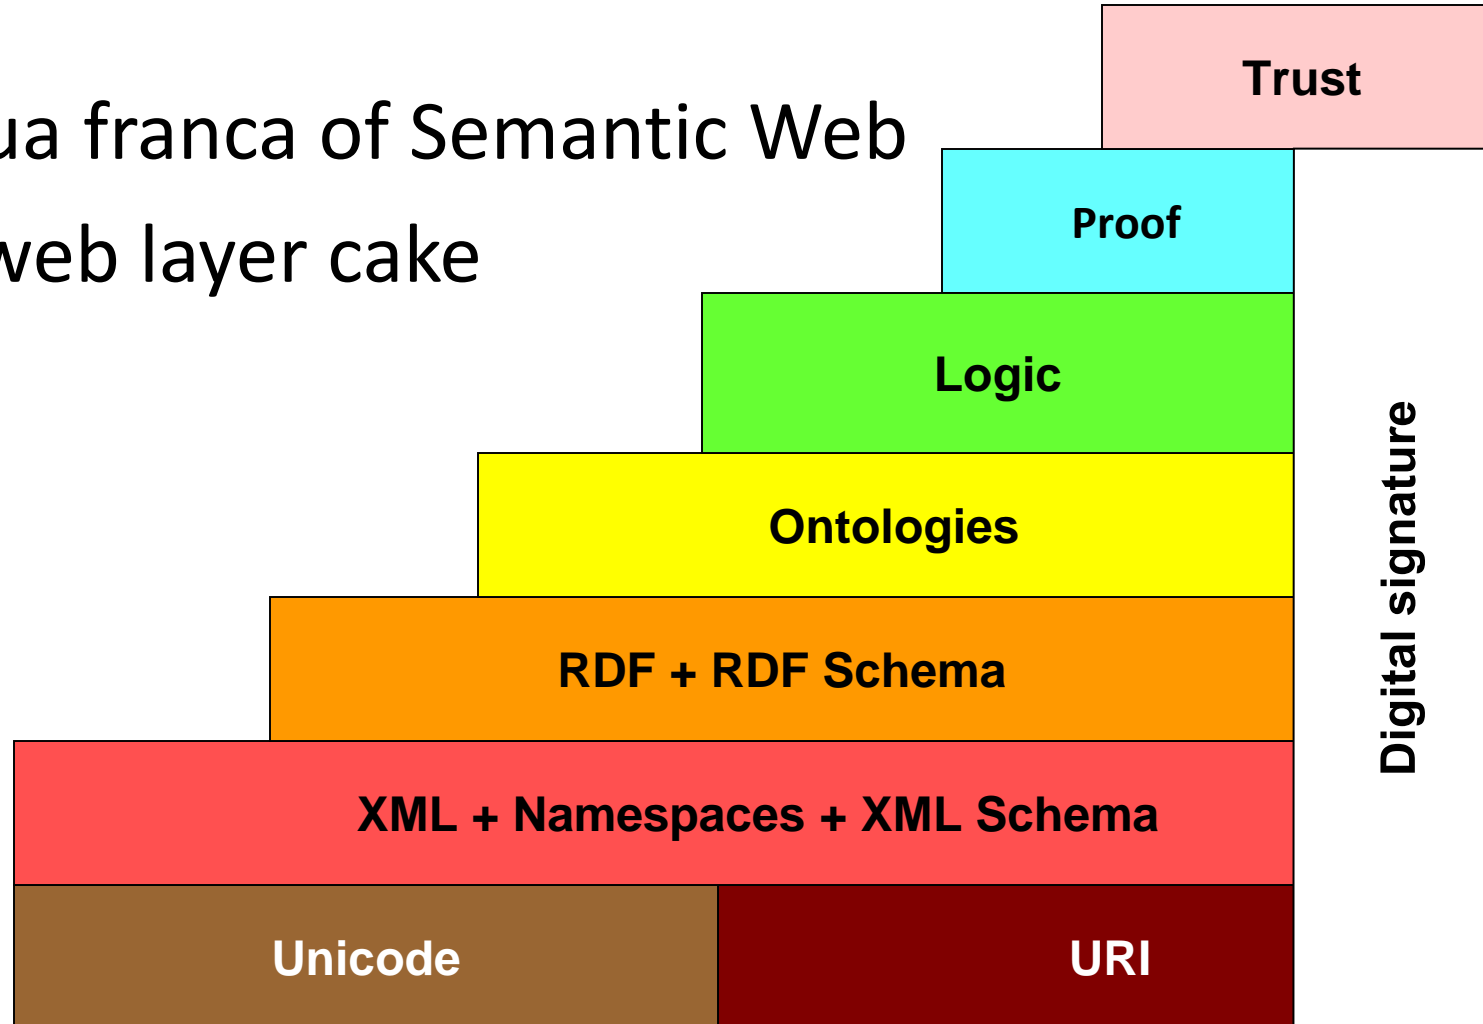 Trust
ua franca of Semantic Web
Proof
web layer cake
Logic
Ontologies
Digital signature
RDF + RDF Schema
XML + Namespaces + XML Schema
Unicode
URI